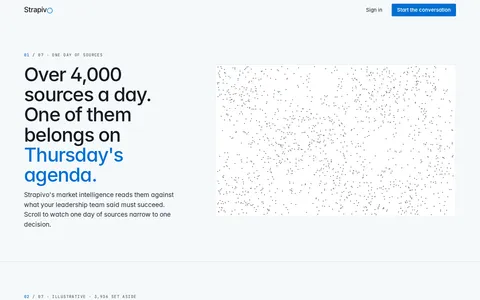 Strapivo
Sign in
Start the conversation
01 / 07 · ONE DAY OF SOURCES
Over 4,000
sources a day.
One of them
belongs on
Thursday's
agenda.
Strapivo's market intelligence reads them against
what your leadership team said must succeed.
Scroll to watch one day of sources narrow to one
decision.
02 / 07 · ILLUSTRATIVE · 3,956 SET ASIDE